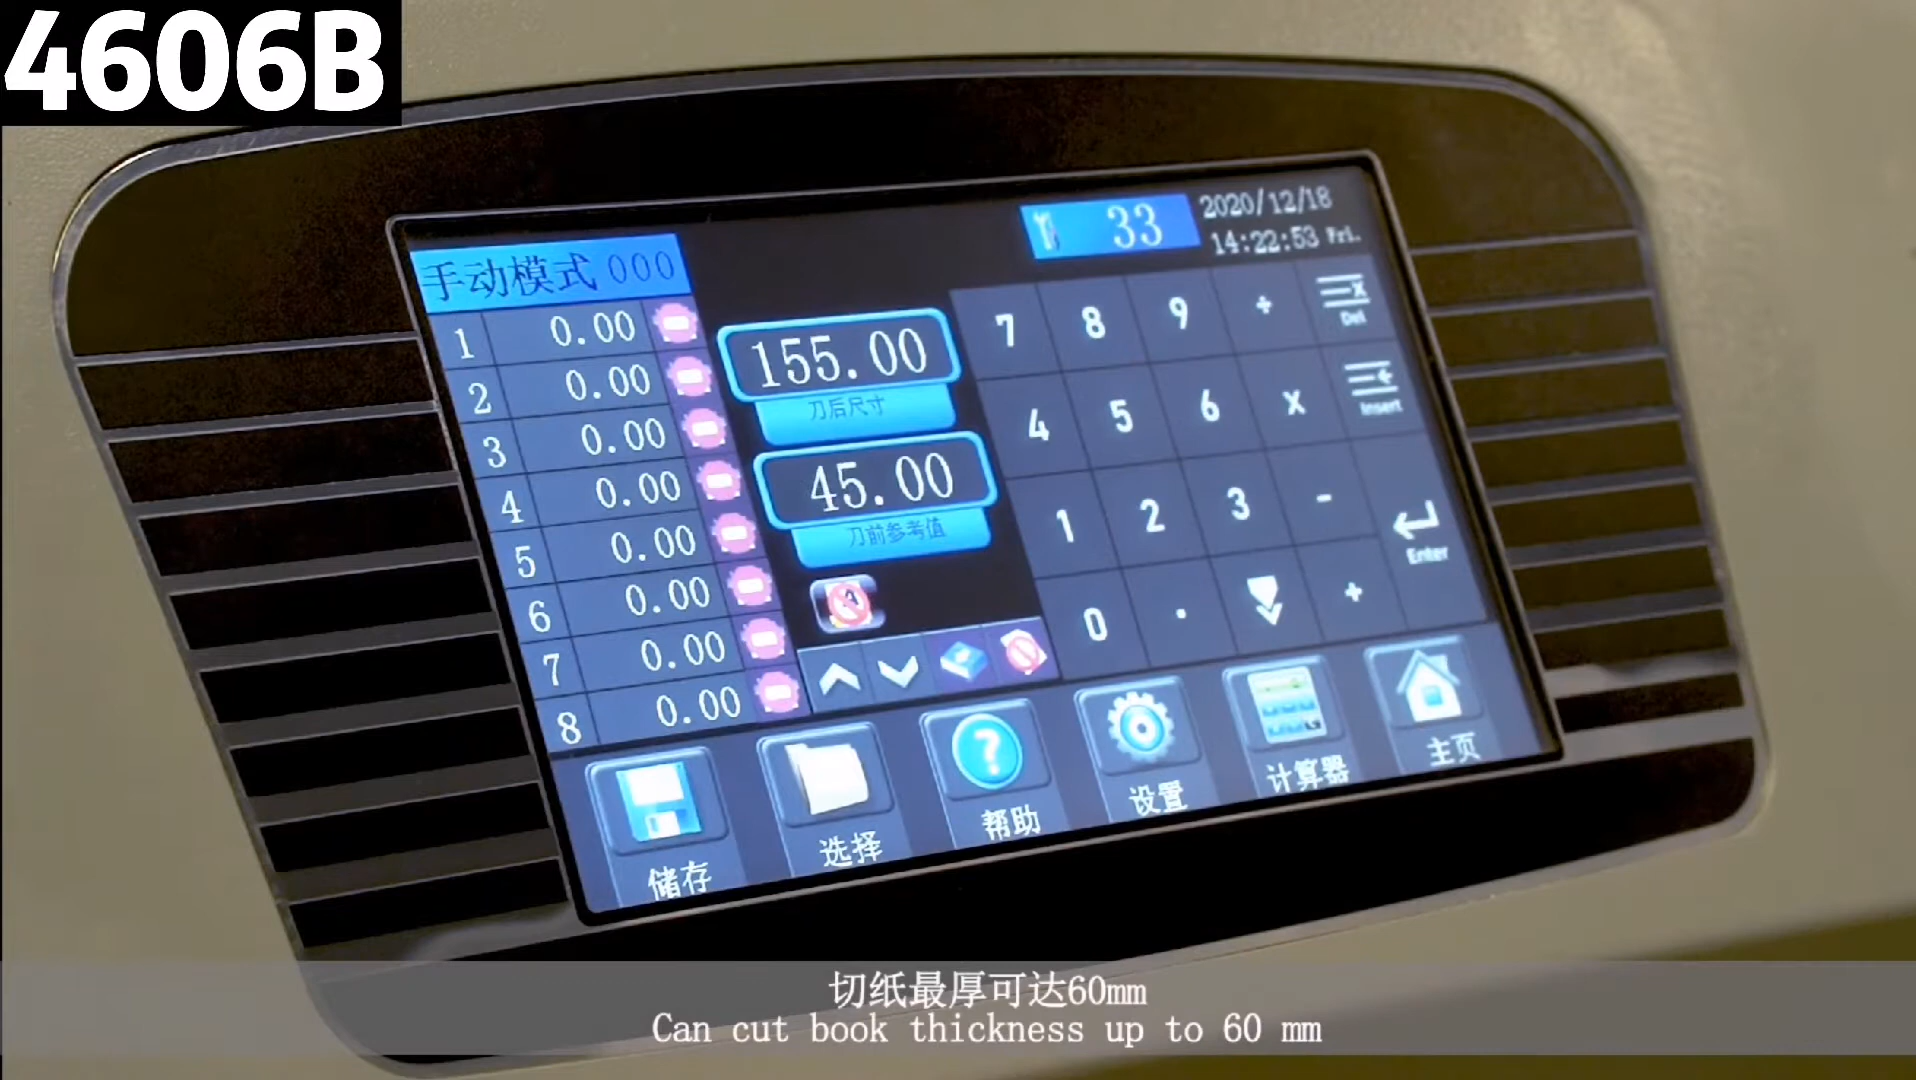 4606B
33
2020/12/18
14:22:53 Fri.
手动模式 000
1 0.00
2 0.00
3 0.00
4 0.00
5 0.00
6 0.00
7 0.00
8 0.00
155.00
刀后尺寸
45.00
刀前参考值
7 8 9 + Del
4 5 6 x Insert
1 2 3 -
Enter
0 . +
储存
选择
帮助
设置
计算器
主页
切纸最厚可达60mm
Can cut book thickness up to 60 mm